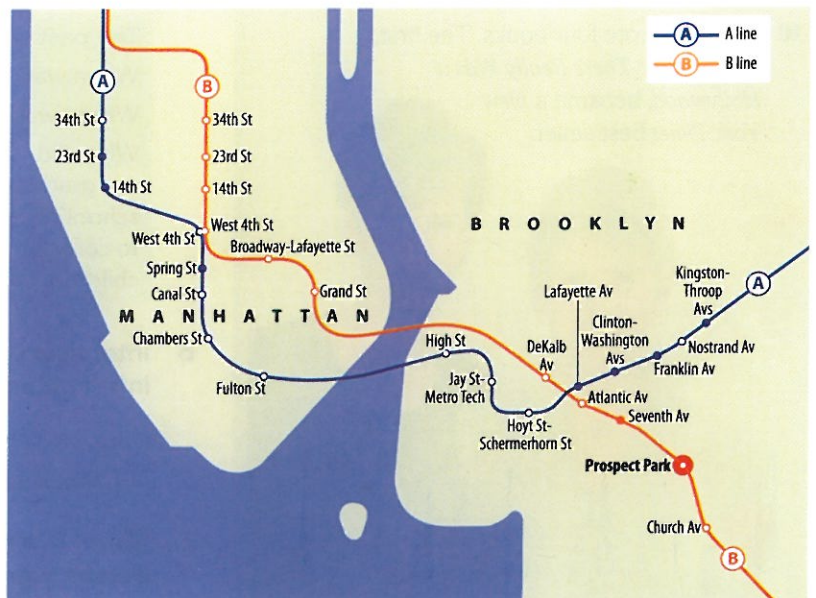 A
A line
B
B line
A
B
34th St
34th St
23rd St
23rd St
14th St
14th St
West 4th St
West 4th St
Broadway-Lafayette St
Spring St
Canal St
Grand St
M A N H A T T A N
Chambers St
Fulton St
B R O O K L Y N
Kingston-
Throop
Avs
A
Lafayette Av
Clinton-
Washington
Avs
High St
DeKalb
Av
Nostrand Av
Franklin Av
Jay St-
Metro Tech
Atlantic Av
Seventh Av
Hoyt St-
Schermerhorn St
Prospect Park
Church Av
B